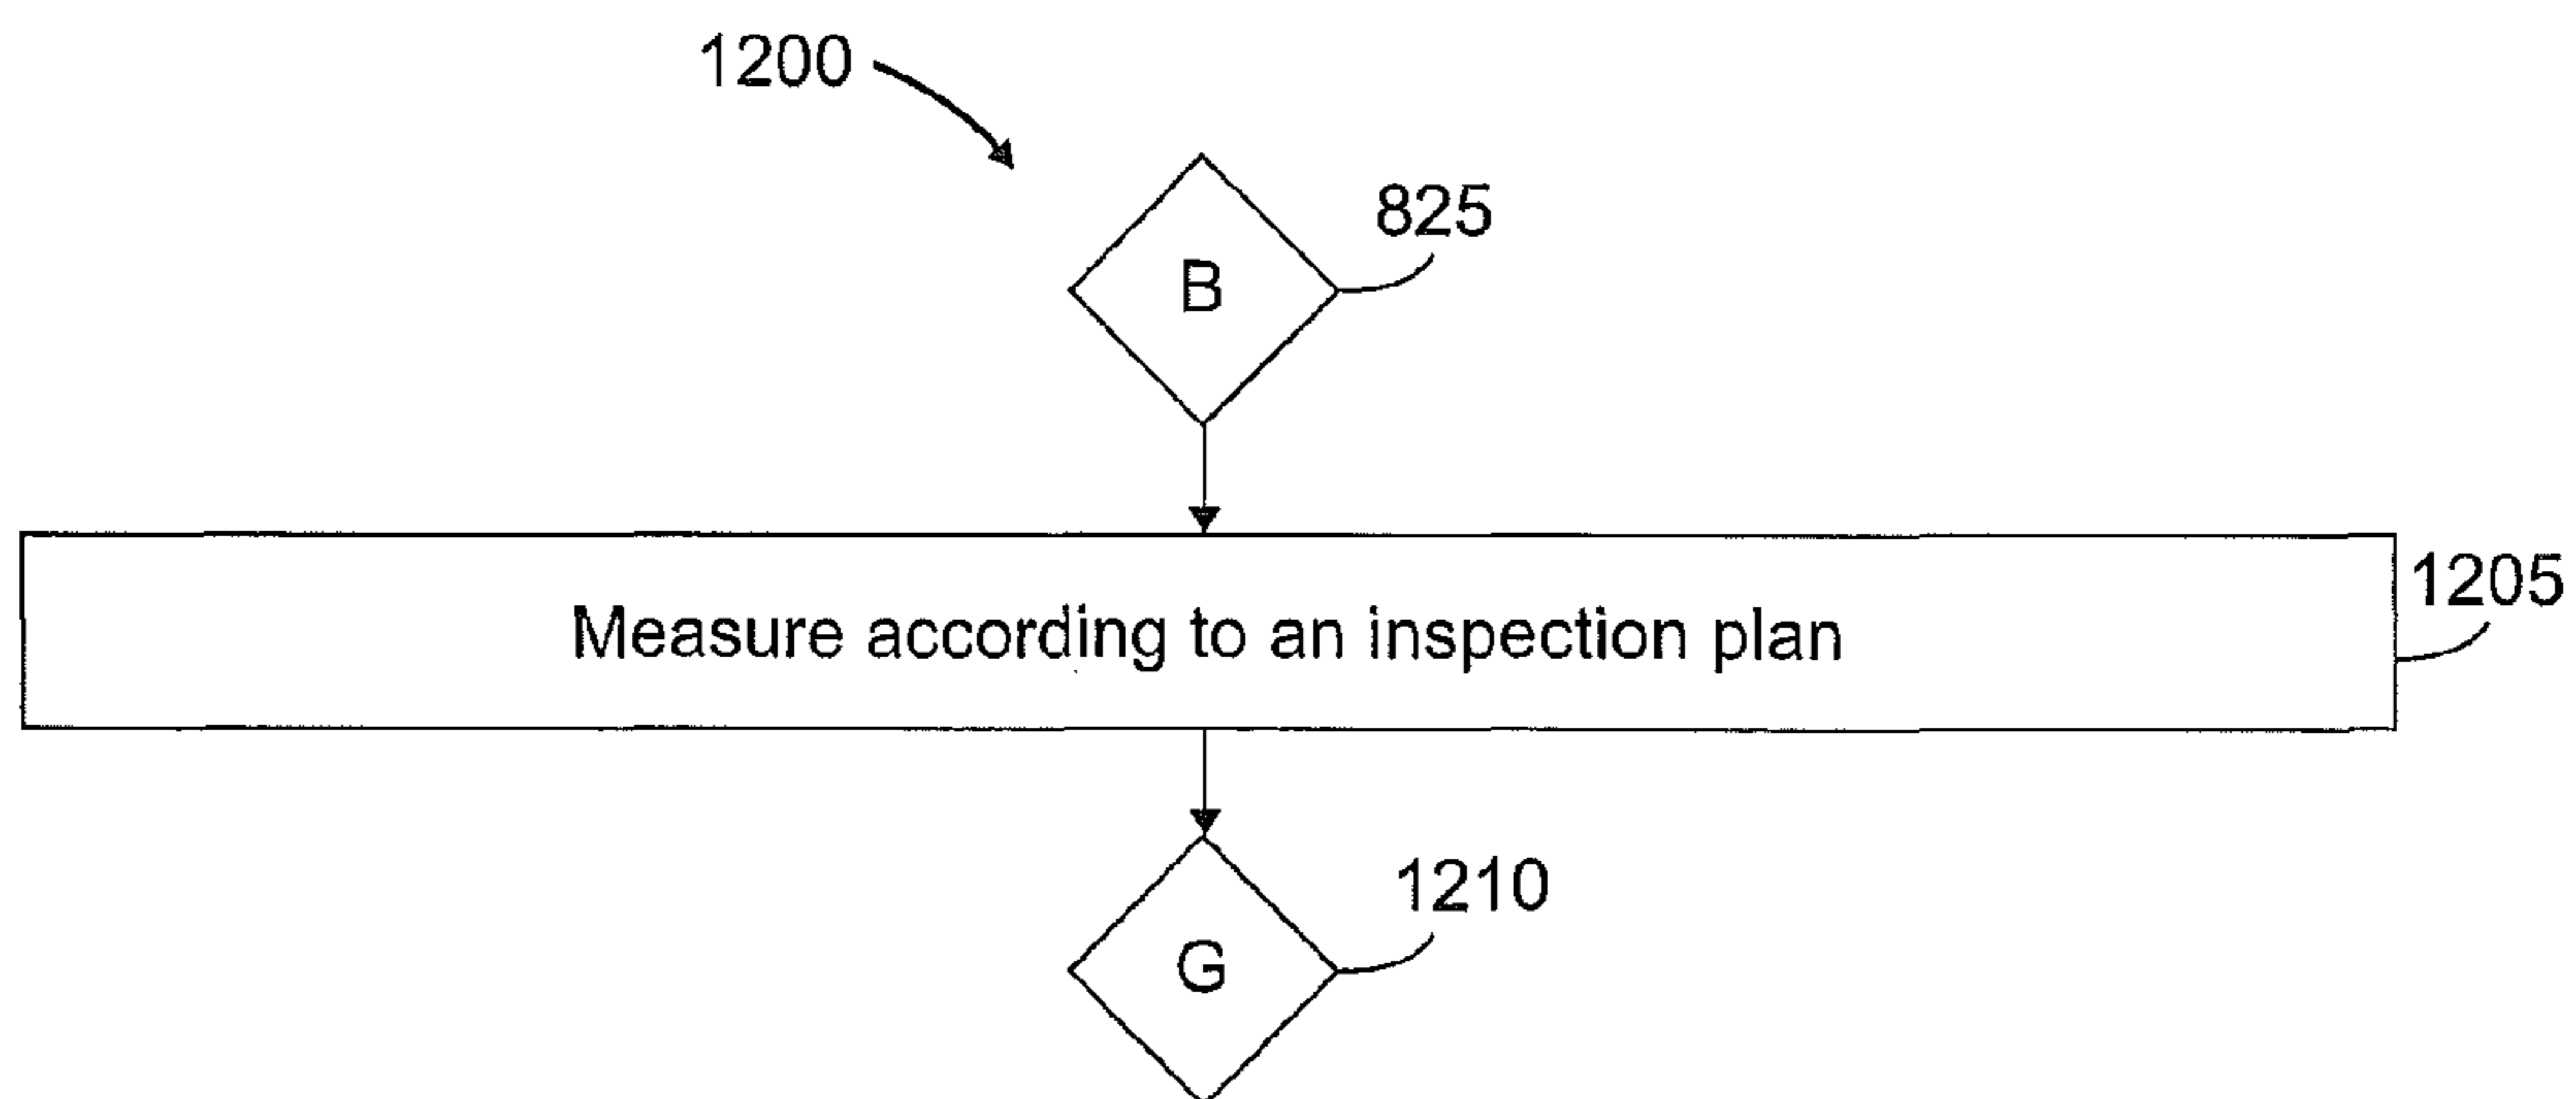 1200
825
B
1205
Measure according to an inspection plan
1210
G